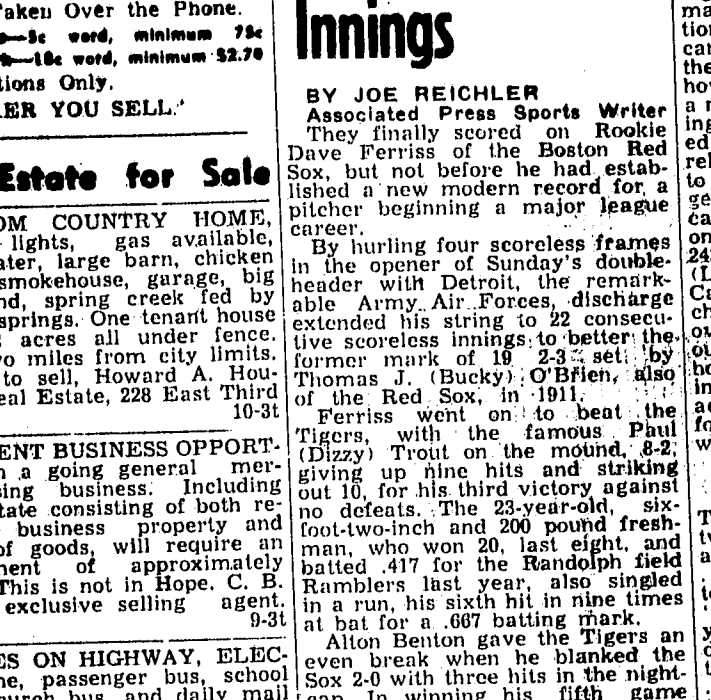 Taken Over the Phone.
5c word, minimum 75c
18c word, minimum $2.70
tions Only.
ER YOU SELL."
Estate for Sale
OM COUNTRY HOME,
lights, gas available,
ater, large barn, chicken
smokehouse, garage, big
nd, spring creek fed by
springs. One tenant house
acres all under fence.
o miles from city limits.
to sell, Howard A. Hou-
eal Estate, 228 East Third
10-3t
ENT BUSINESS OPPORT-
n a going general mer-
sing business. Including
tate consisting of both re-
business property and
of goods, will require an
ment of approximately
This is not in Hope. C. B.
exclusive selling agent.
9-3t
ES ON HIGHWAY, ELEC-
ne, passenger bus, school
church bus, and daily mail
Innings
BY JOE REICHLER
Associated Press Sports Writer
They finally scored on Rookie
Dave Ferriss of the Boston Red
Sox, but not before he had estab-
lished a new modern record for a
pitcher beginning a major league
career.
By hurling four scoreless frames
in the opener of Sunday's double-
header with Detroit, the remark-
able Army Air Forces, discharge
extended his string to 22 consecu-
tive scoreless innings to better the
former mark of 19 2-3 set by
Thomas J. (Bucky) O'Brien, also
of the Red Sox, in 1911.
Ferriss went on to beat the
Tigers, with the famous Paul
(Dizzy) Trout on the mound, 8-2,
giving up nine hits and striking
out 10, for his third victory against
no defeats. The 23-year-old, six-
foot-two-inch and 200 pound fresh-
man, who won 20, last eight, and
batted .417 for the Randolph field
Ramblers last year, also singled
in a run, his sixth hit in nine times
at bat for a .667 batting mark.
Alton Benton gave the Tigers an
even break when he blanked the
Sox 2-0 with three hits in the night-
cap. In winning his fifth game